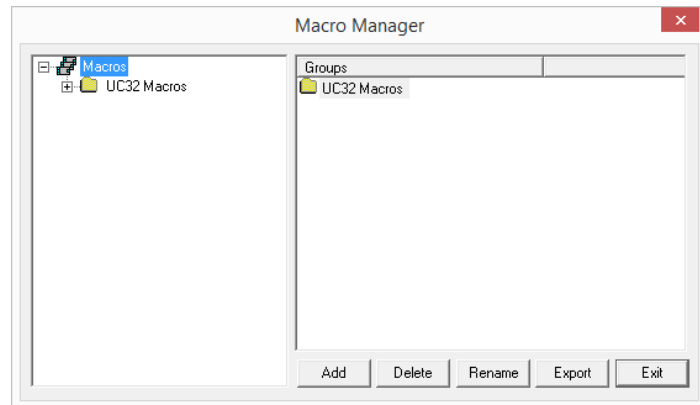 Macro Manager
Macros
UC32 Macros
Groups
UC32 Macros
Add
Delete
Rename
Export
Exit